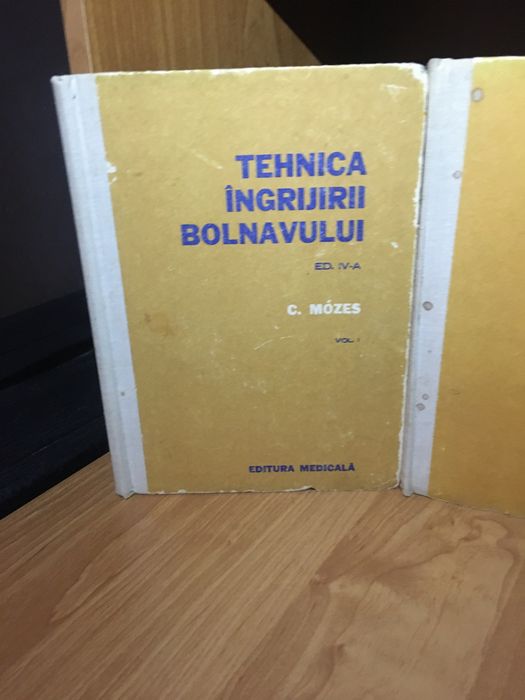 TEHNICA
ÎNGRIJIRII
BOLNAVULUI
ED. IV-A
C. MÓZES
VOL. I
EDITURA MEDICALĂ